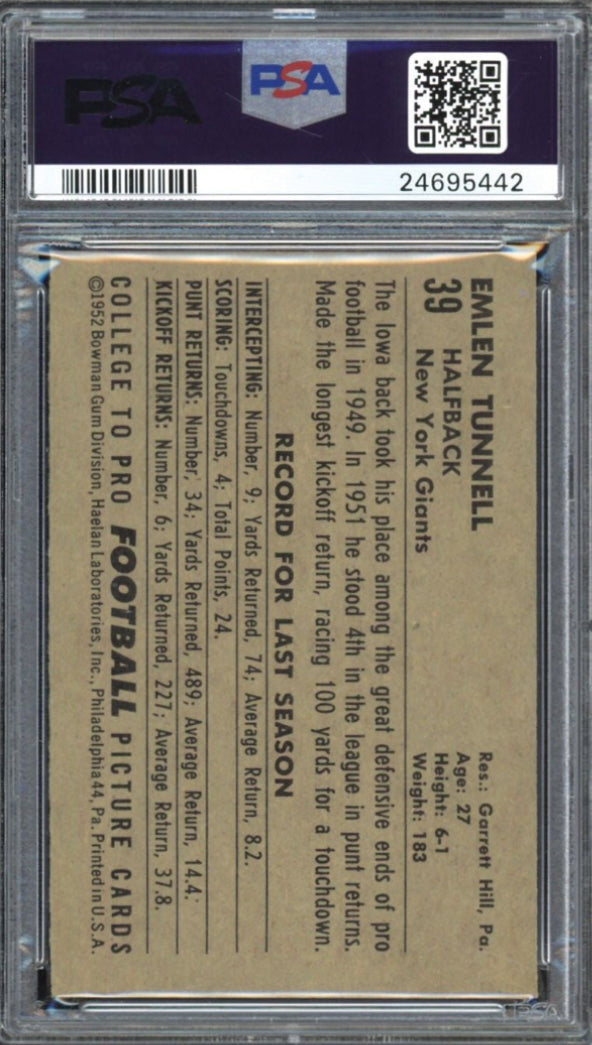 PSA
PSA
24695442
EMLEN TUNNELL
39
HALFBACK
New York Giants
Res.: Garrett Hill, Pa.
Age: 27
Height: 6-1
Weight: 183
The Iowa back took his place among the great defensive ends of pro
football in 1949. In 1951 he stood 4th in the league in punt returns.
Made the longest kickoff return, racing 100 yards for a touchdown.
RECORD FOR LAST SEASON
INTERCEPTING: Number, 9; Yards Returned, 74; Average Return, 8.2.
SCORING: Touchdowns, 4; Total Points, 24.
PUNT RETURNS: Number, 34; Yards Returned, 489; Average Return, 14.4.
KICKOFF RETURNS: Number, 6; Yards Returned, 227; Average Return, 37.8.
COLLEGE TO PRO FOOTBALL PICTURE CARDS
©1952 Bowman Gum Division, Haelan Laboratories, Inc., Philadelphia 44, Pa. Printed in U.S.A.
PSA